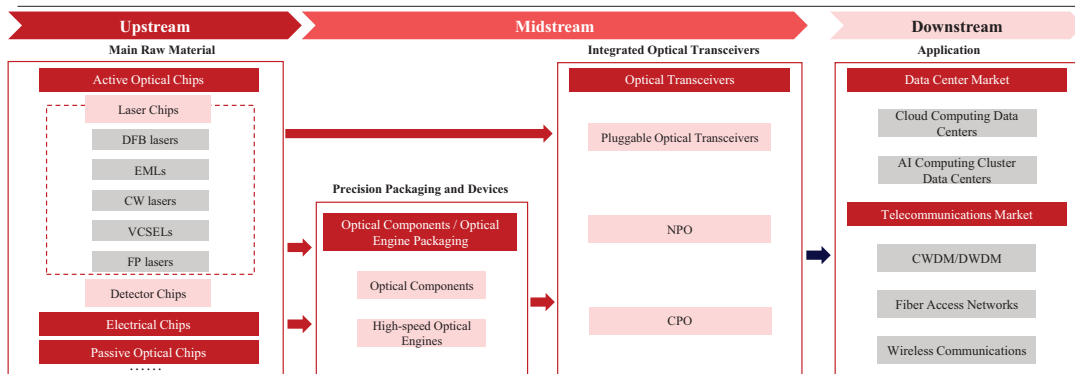 Upstream
Midstream
Downstream
Main Raw Material
Integrated Optical Transceivers
Application
Active Optical Chips
Laser Chips
DFB lasers
EMLs
CW lasers
VCSELs
FP lasers
Detector Chips
Electrical Chips
Passive Optical Chips
......
Precision Packaging and Devices
Optical Components / Optical
Engine Packaging
Optical Components
High-speed Optical
Engines
Optical Transceivers
Pluggable Optical Transceivers
NPO
CPO
Data Center Market
Cloud Computing Data
Centers
AI Computing Cluster
Data Centers
Telecommunications Market
CWDM/DWDM
Fiber Access Networks
Wireless Communications